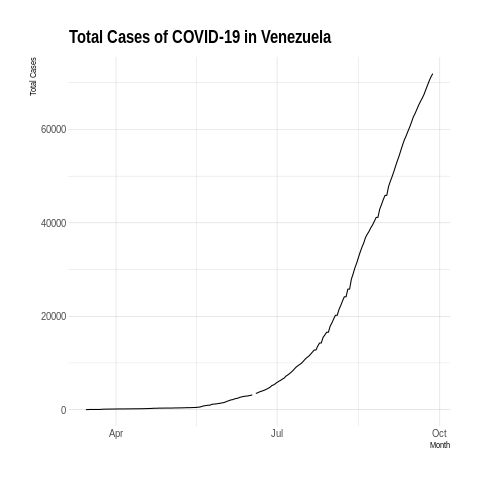 Total Cases of COVID-19 in Venezuela
Total Cases
60000
40000
20000
0
Apr
Jul
Oct
Month